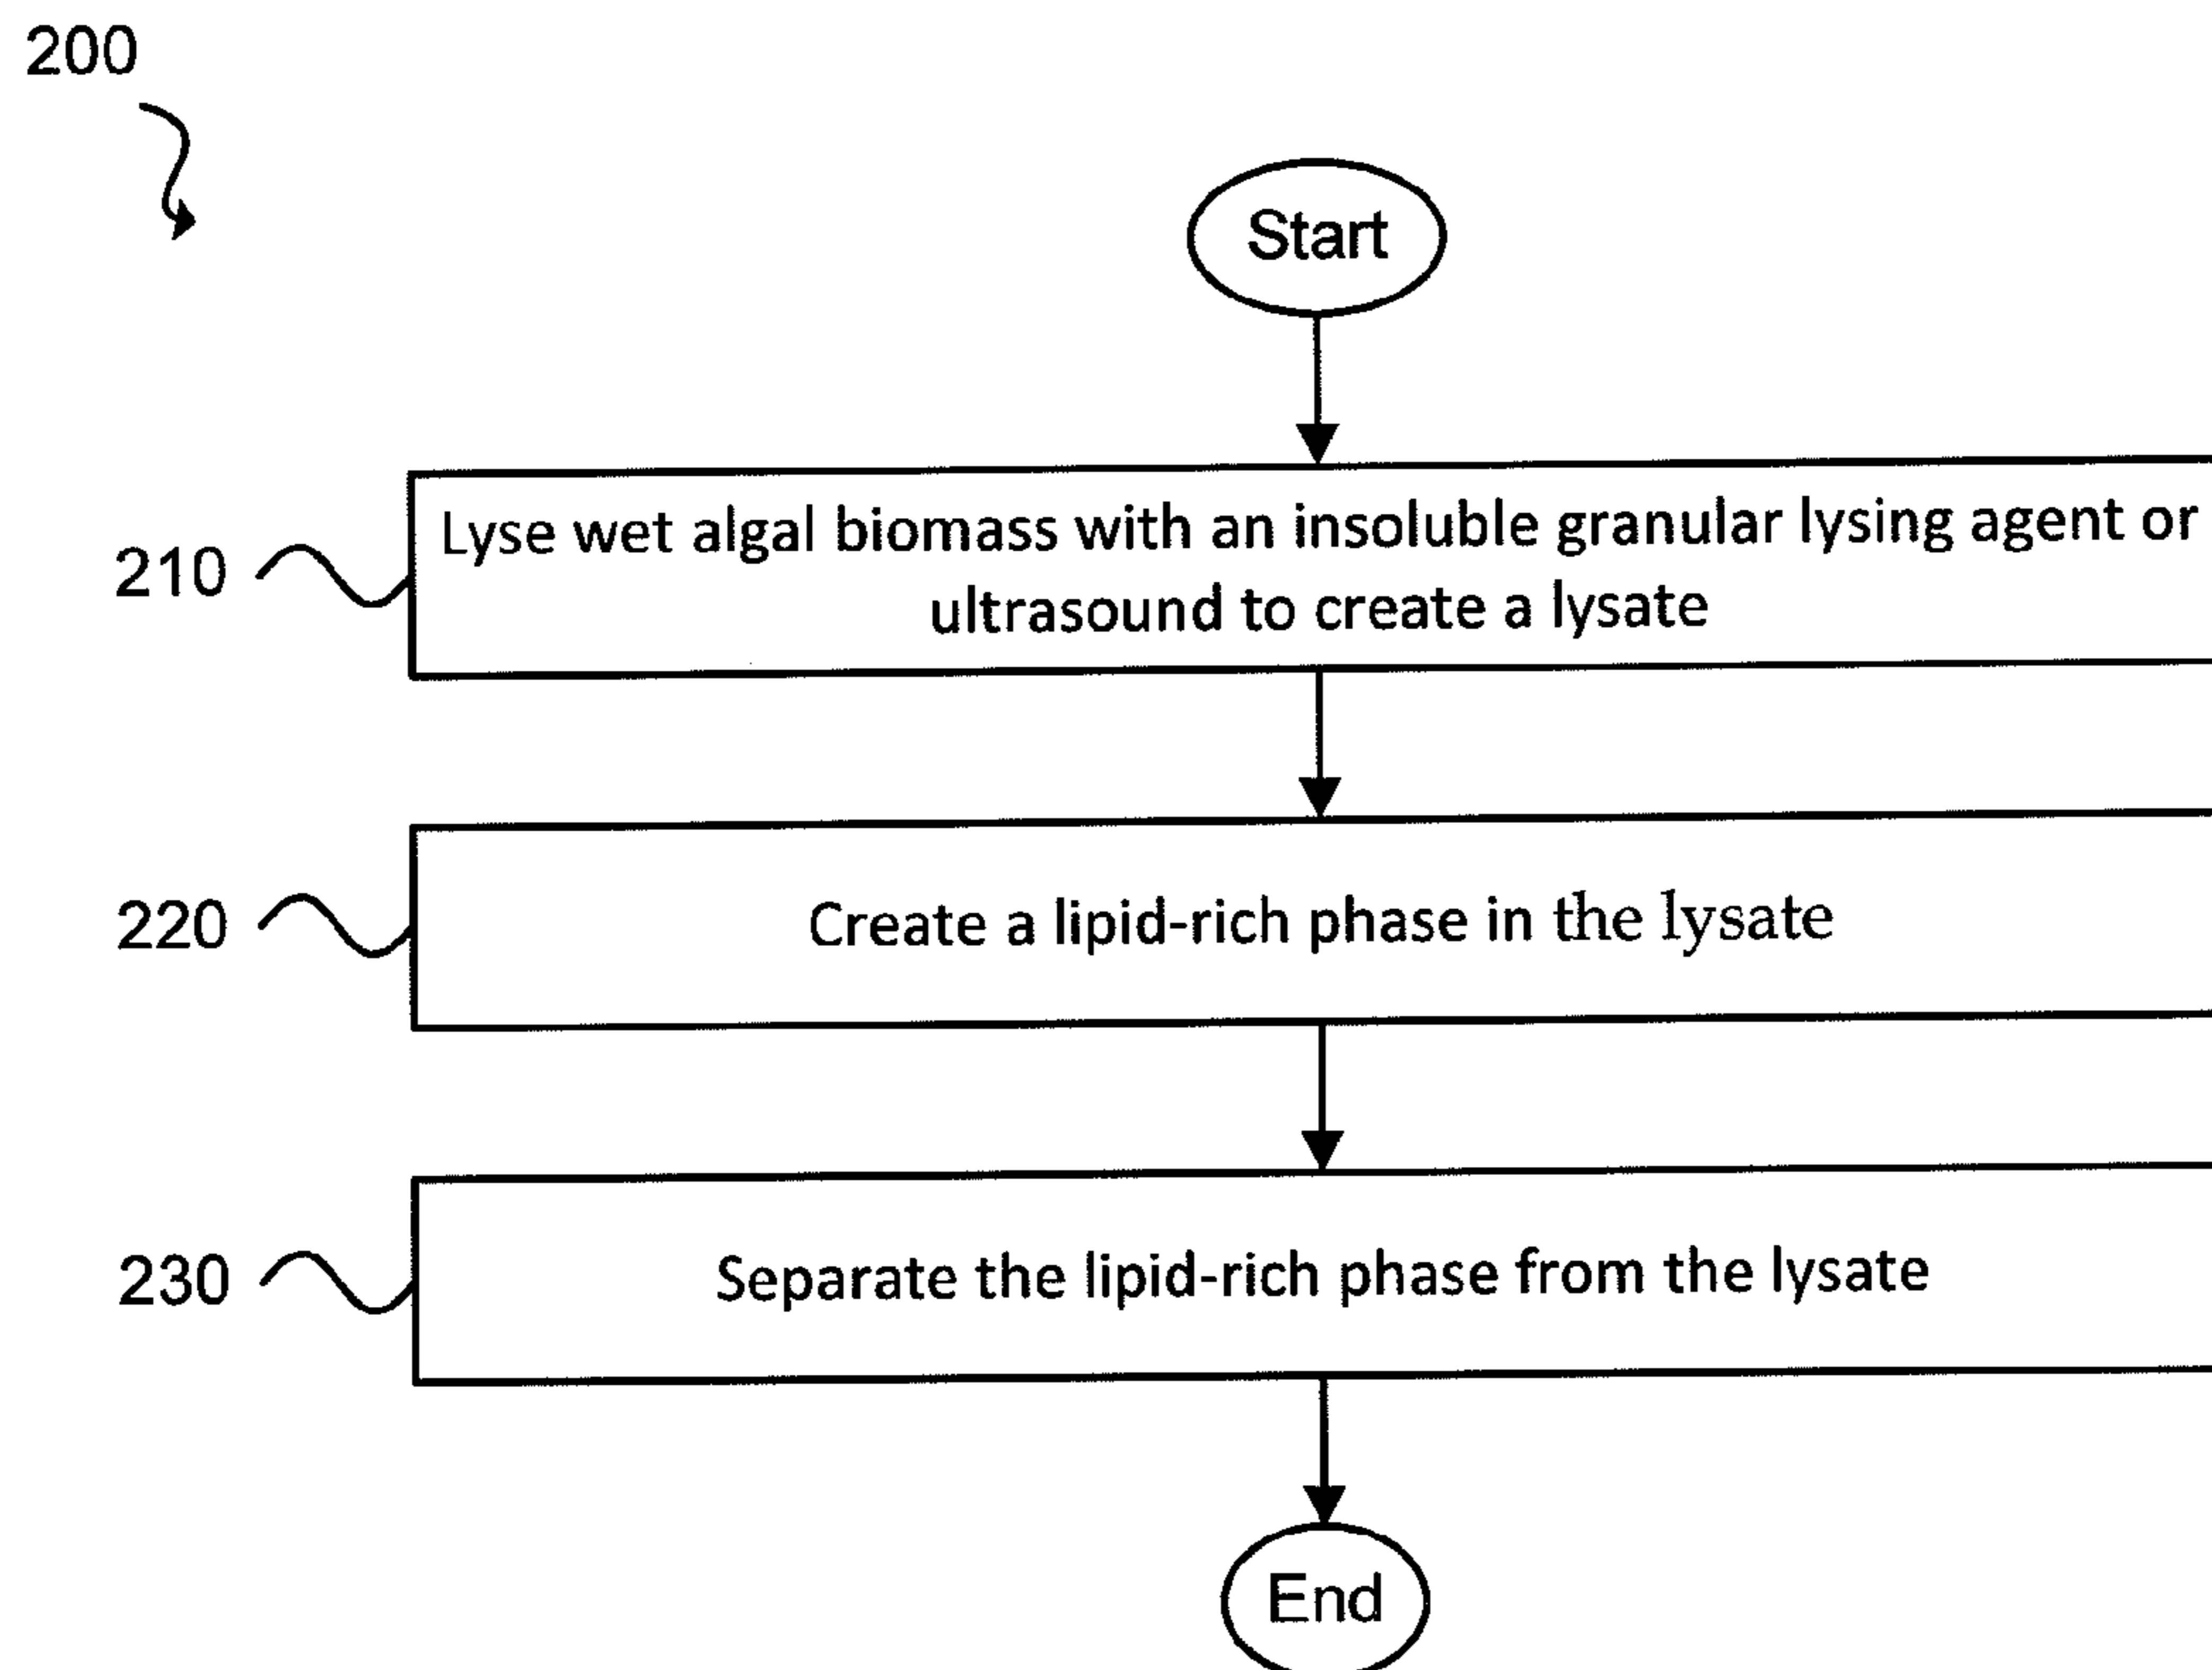 200
Start
210
Lyse wet algal biomass with an insoluble granular lysing agent or
ultrasound to create a lysate
220
Create a lipid-rich phase in the lysate
230
Separate the lipid-rich phase from the lysate
End